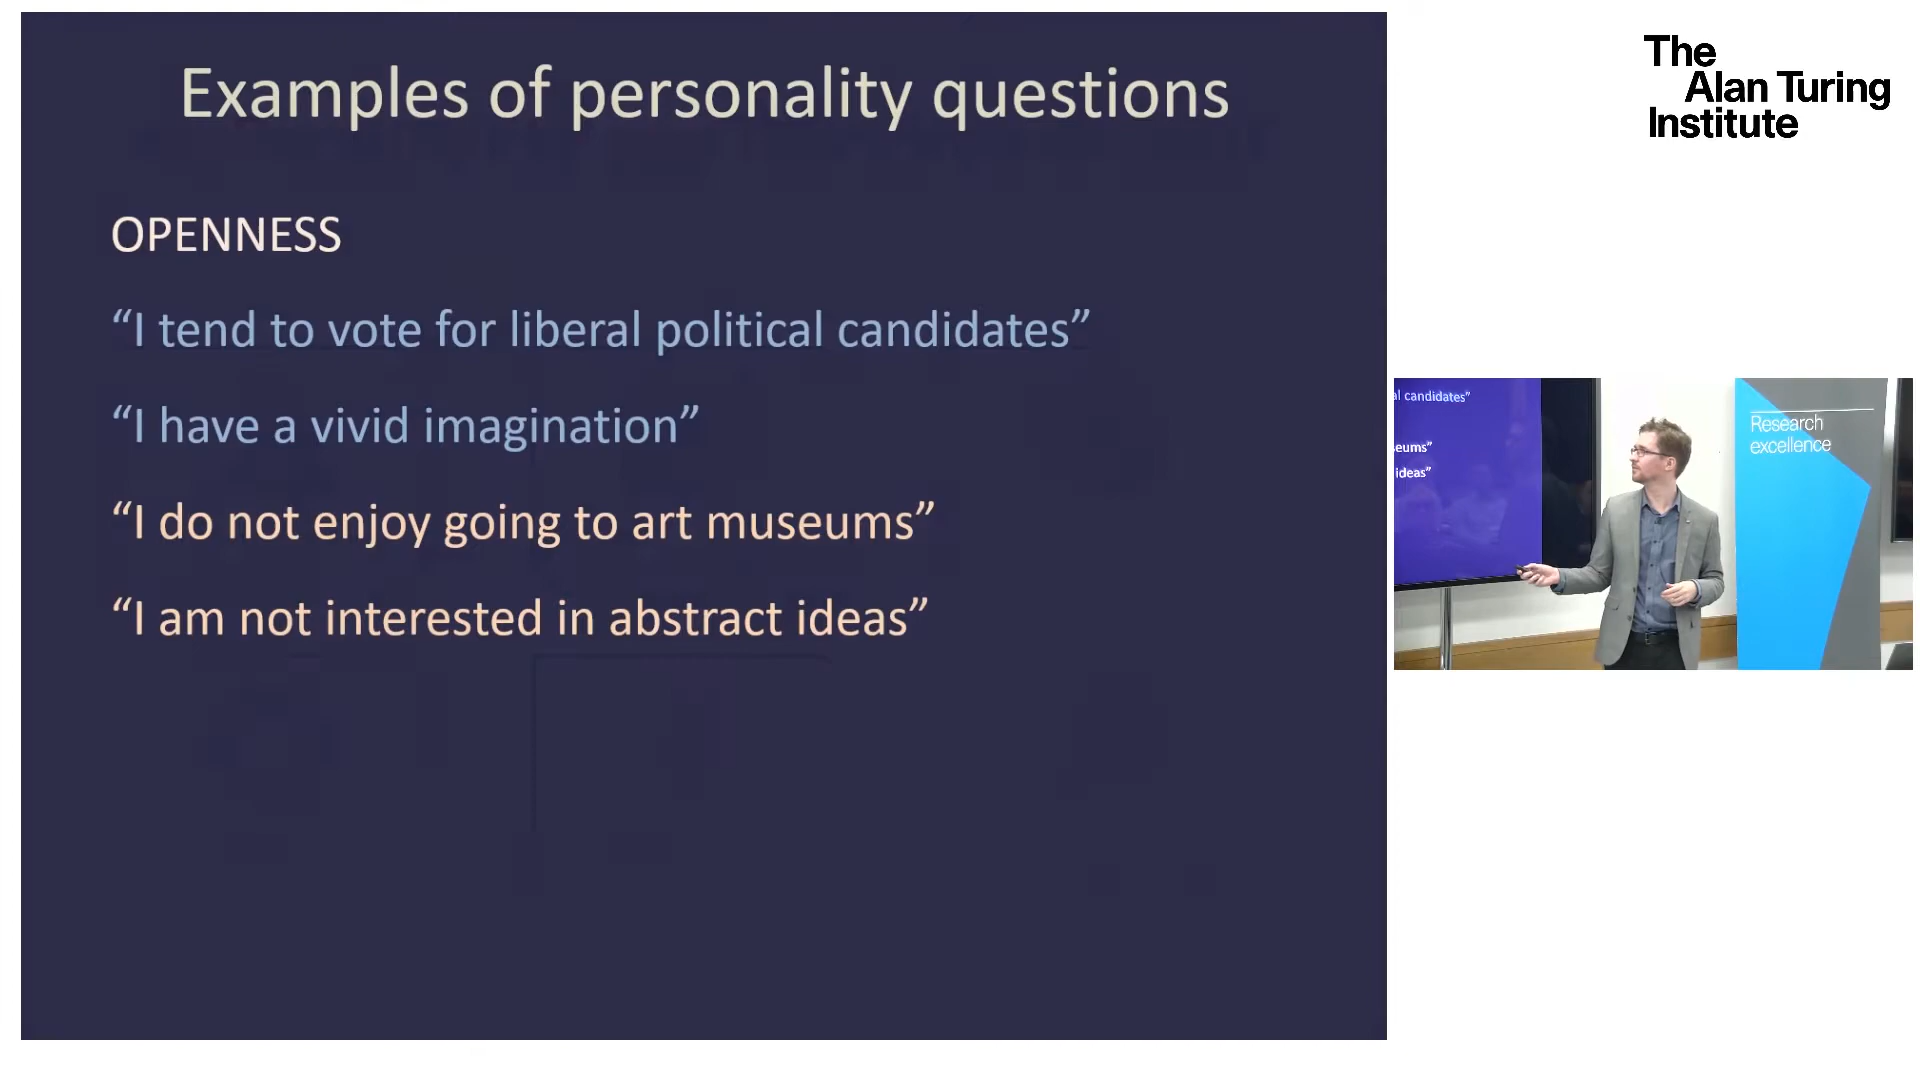 Examples of personality questions
OPENNESS
“I tend to vote for liberal political candidates”
“I have a vivid imagination”
“I do not enjoy going to art museums”
“I am not interested in abstract ideas”
The
Alan Turing
Institute
candidates”
ideas”
Research
excellence